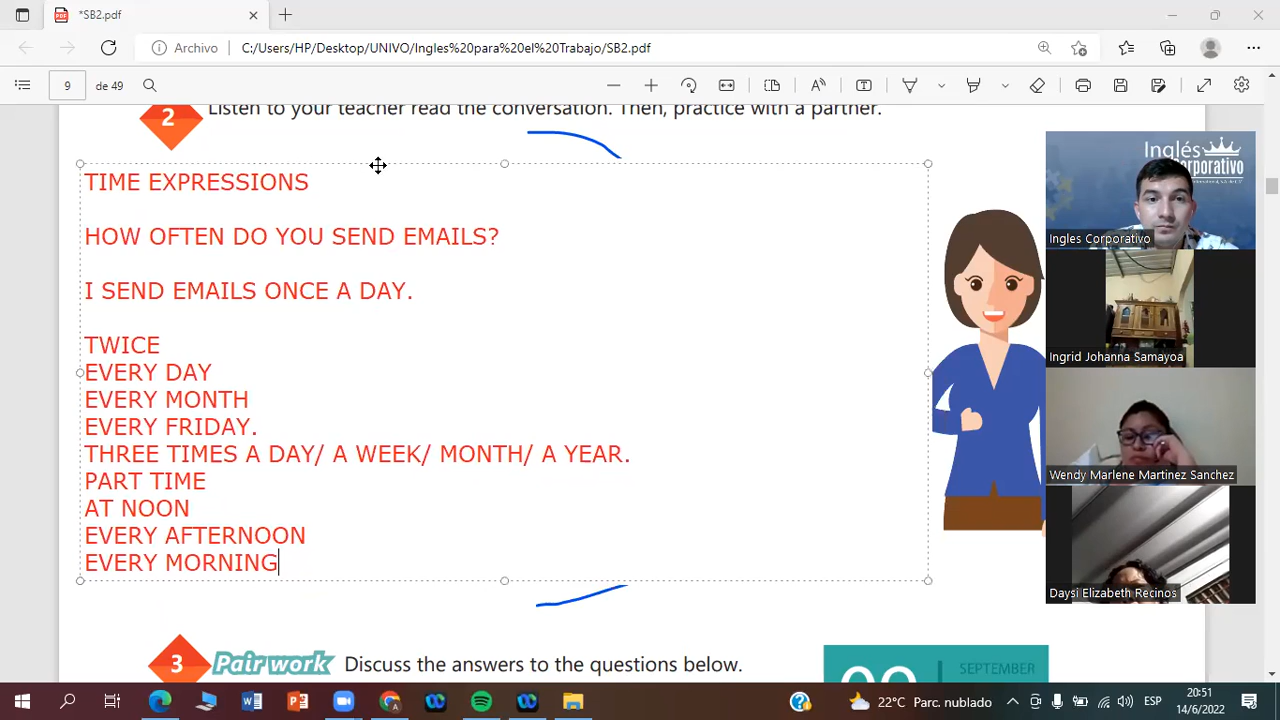 *SB2.pdf
Archivo
C:/Users/HP/Desktop/UNIVO/Ingles%20para%20el%20Trabajo/SB2.pdf
9
de 49
2
Listen to your teacher read the conversation. Then, practice with a partner.
TIME EXPRESSIONS
HOW OFTEN DO YOU SEND EMAILS?
I SEND EMAILS ONCE A DAY.
TWICE
EVERY DAY
EVERY MONTH
EVERY FRIDAY.
THREE TIMES A DAY/ A WEEK/ MONTH/ A YEAR.
PART TIME
AT NOON
EVERY AFTERNOON
EVERY MORNING
Inglés
Corporativo
Ingles Corporativo
Ingrid Johanna Samayoa
Wendy Marlene Martinez Sanchez
Daysi Elizabeth Recinos
3
Pair work
Discuss the answers to the questions below.
SEPTEMBER
22°C Parc. nublado
ESP
20:51
14/6/2022